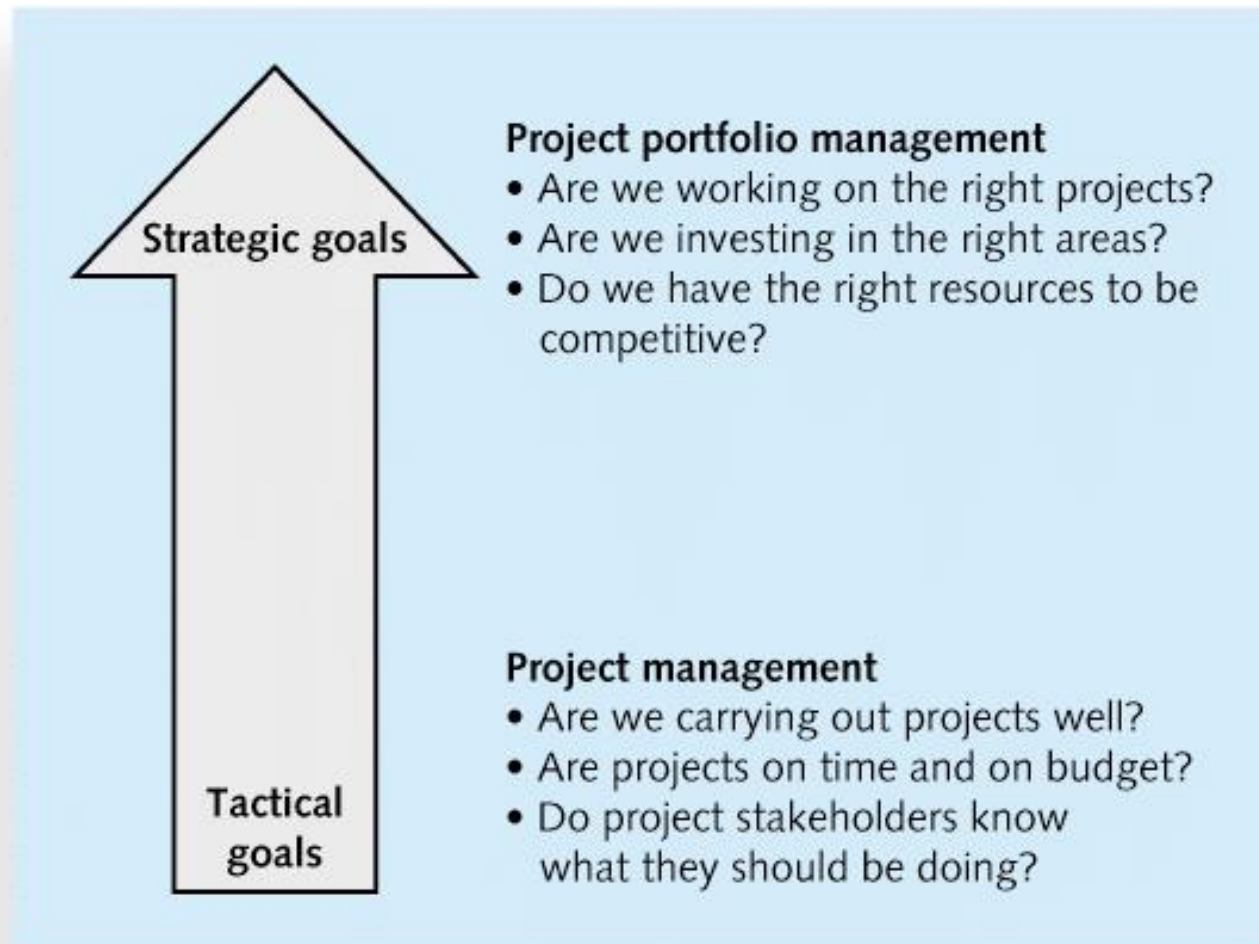 Strategic goals
Project portfolio management
• Are we working on the right projects?
• Are we investing in the right areas?
• Do we have the right resources to be
competitive?
Tactical
goals
Project management
• Are we carrying out projects well?
• Are projects on time and on budget?
• Do project stakeholders know
what they should be doing?